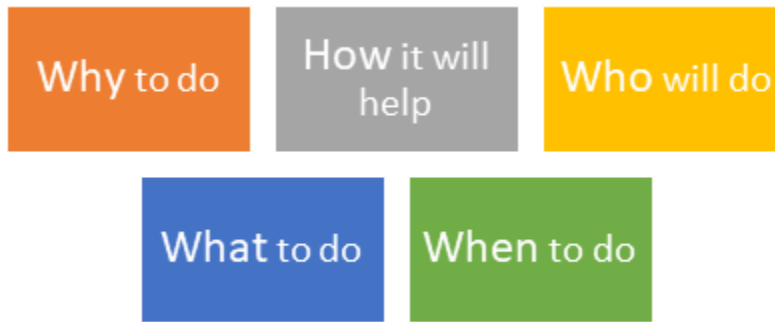 Why to do
How it will
help
Who will do
What to do
When to do